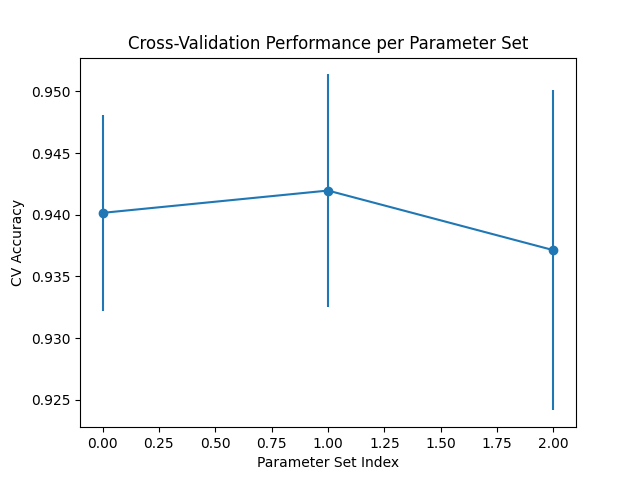 Cross-Validation Performance per Parameter Set
0.950
0.945
0.940
0.935
0.930
0.925
CV Accuracy
0.00 0.25 0.50 0.75 1.00 1.25 1.50 1.75 2.00
Parameter Set Index